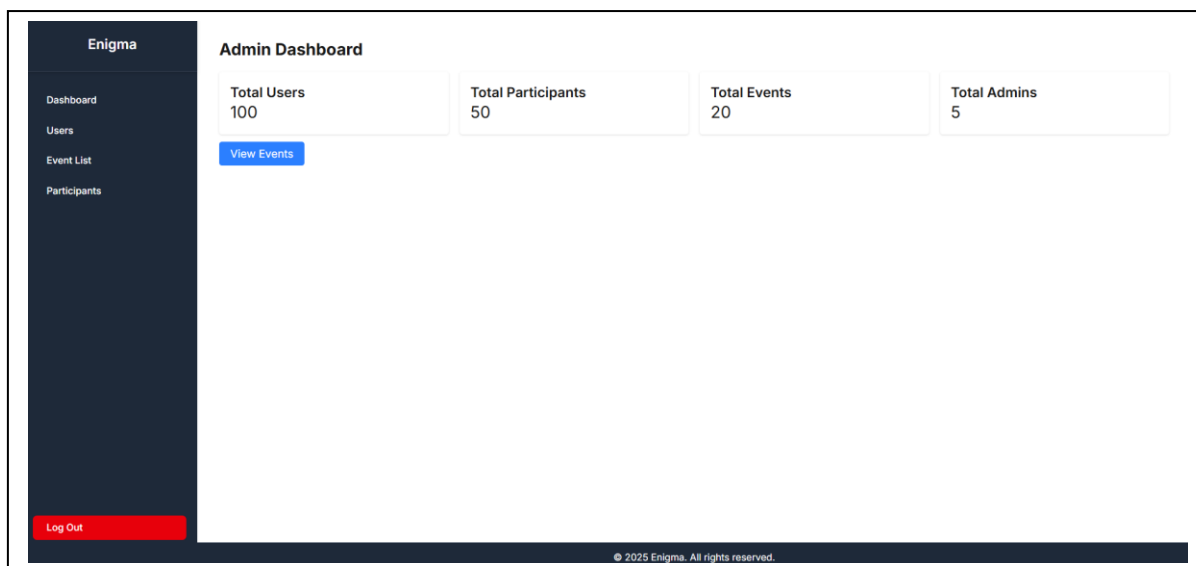 Enigma
Dashboard
Users
Event List
Participants
Log Out
Admin Dashboard
Total Users
100
Total Participants
50
Total Events
20
Total Admins
5
View Events
© 2025 Enigma. All rights reserved.